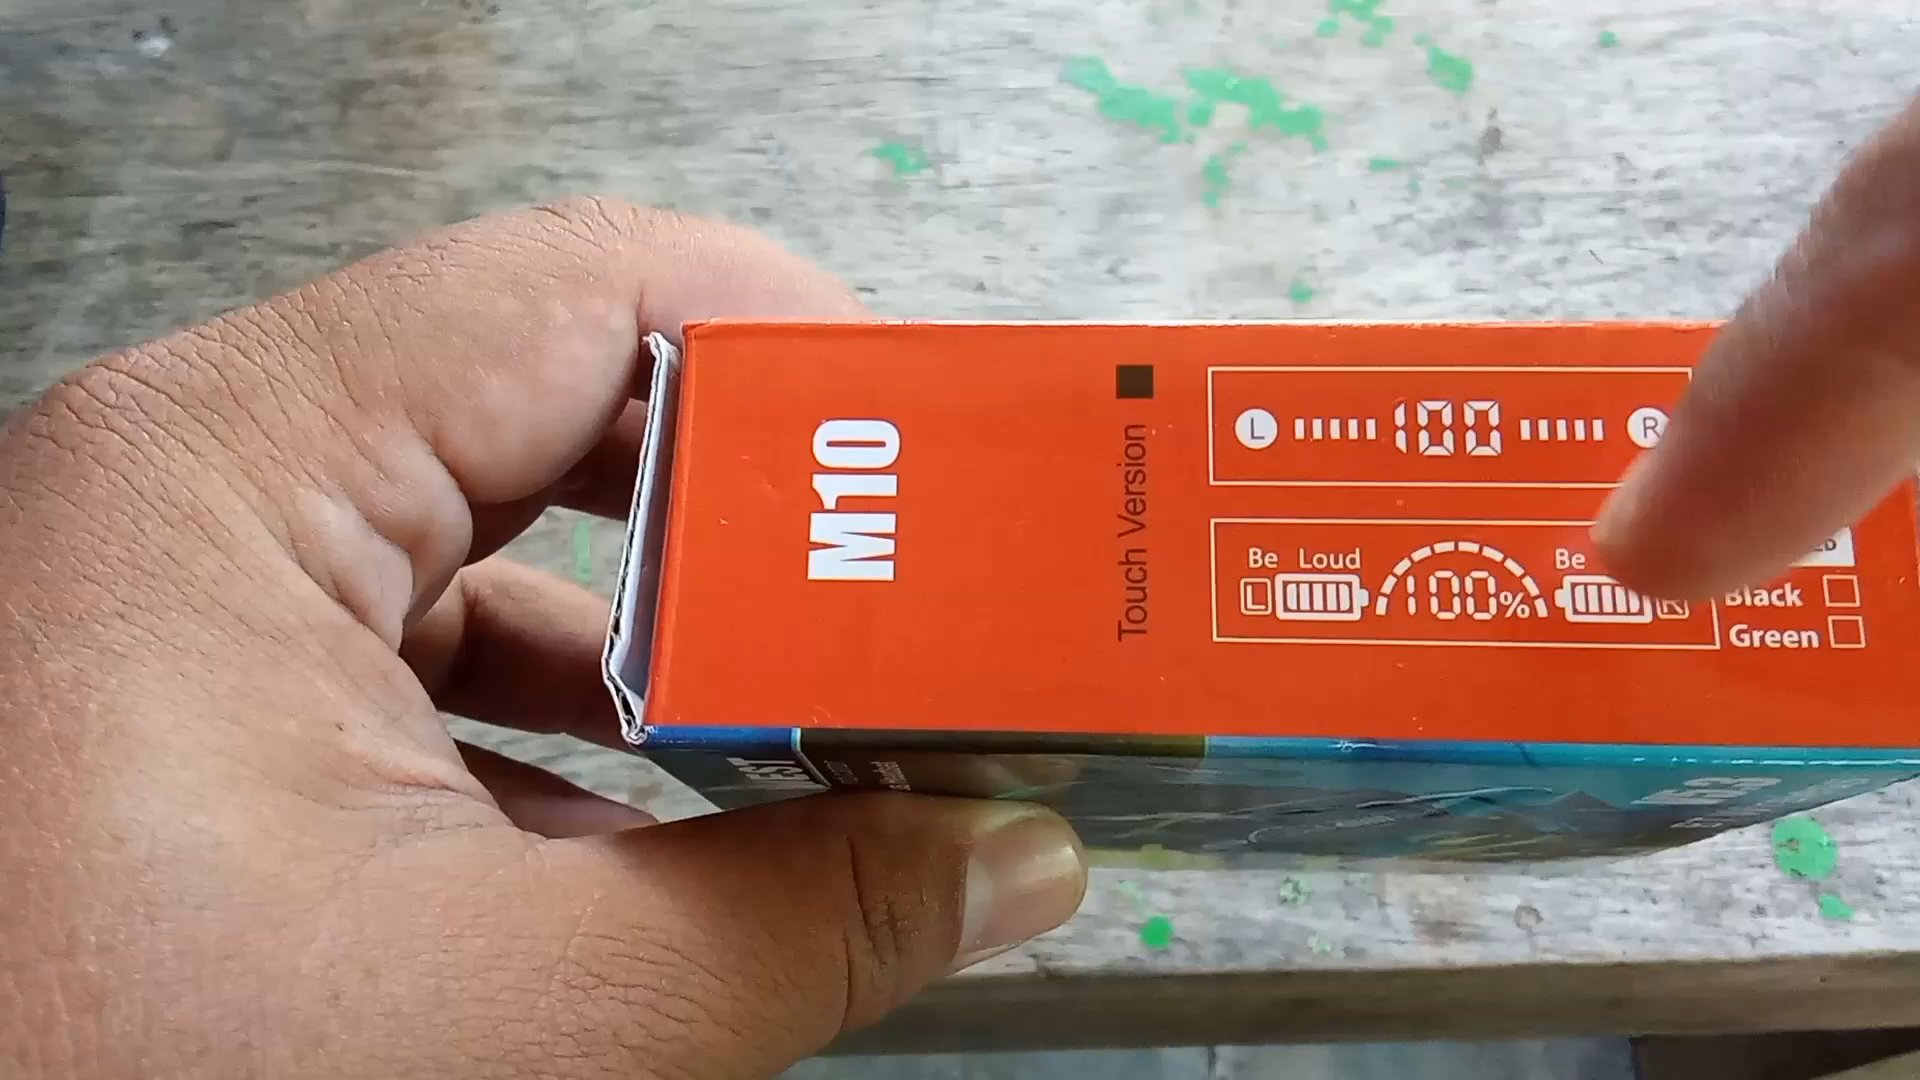 M10
Touch Version
L 100 R
Be Loud Be
L 100% R
Black
Green